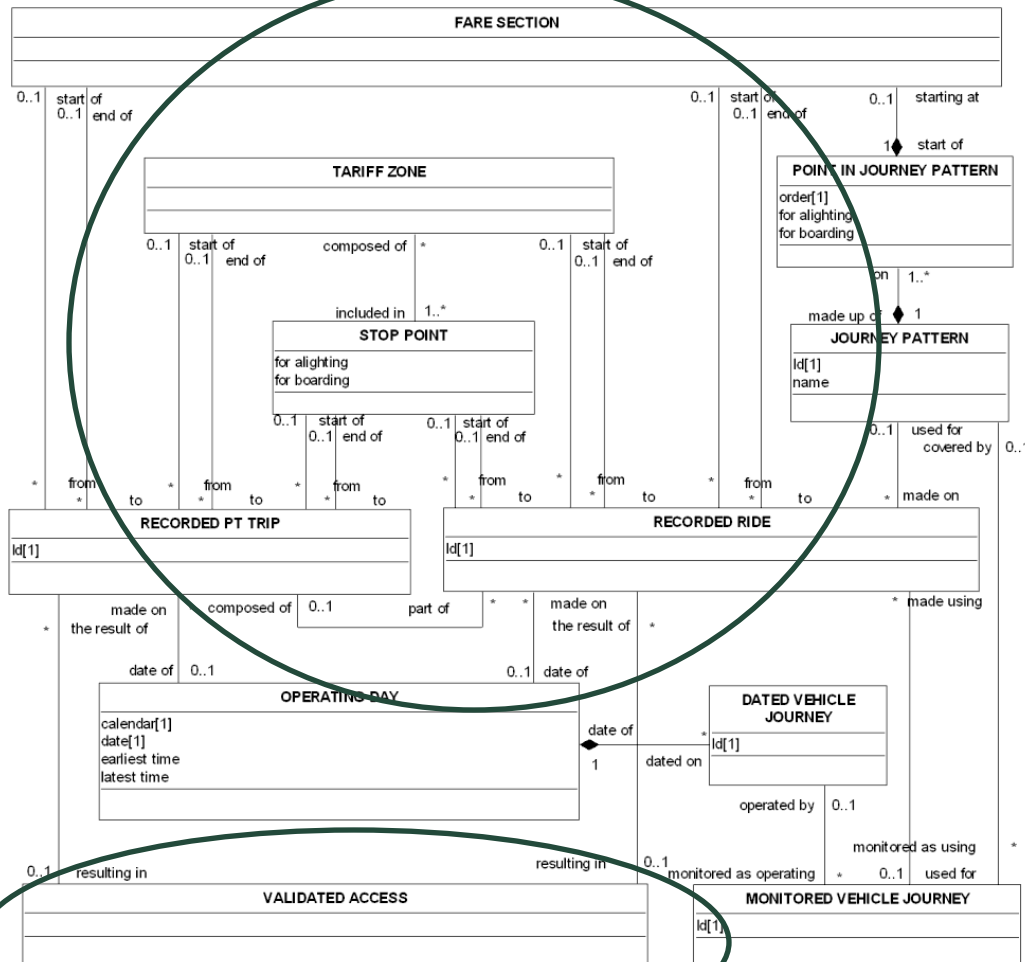 FARE SECTION
0..1 start of
0..1 end of
0..1 start of
0..1 end of
0..1 starting at
1 start of
TARIFF ZONE
POINT IN JOURNEY PATTERN
order[1]
for alighting
for boarding
0..1 start of
0..1 end of
composed of *
0..1 start of
0..1 end of
on 1..*
included in 1..*
made up of 1
STOP POINT
for alighting
for boarding
JOURNEY PATTERN
Id[1]
name
0..1 start of
0..1 end of
0..1 start of
0..1 end of
0..1 used for
covered by 0..1
* from
* to
* from
* to
* from
* to
* from
* to
* from
* to
* from
* to
* made on
RECORDED PT TRIP
Id[1]
RECORDED RIDE
Id[1]
made on
* the result of
composed of 0..1
part of *
* made on
the result of *
* made using
date of 0..1
0..1 date of
OPERATING DAY
calendar[1]
date[1]
earliest time
latest time
date of
1
*
dated on
DATED VEHICLE
JOURNEY
Id[1]
operated by 0..1
monitored as using *
0..1 resulting in
resulting in 0..1
monitored as operating *
0..1 used for
VALIDATED ACCESS
MONITORED VEHICLE JOURNEY
Id[1]